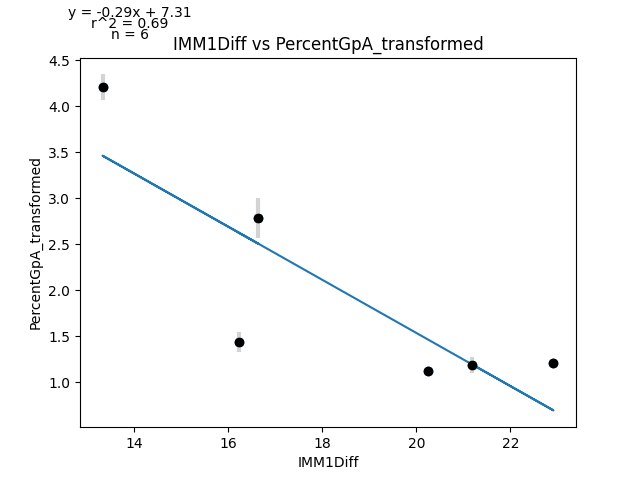 y = -0.29x + 7.31
r^2 = 0.69
n = 6
IMM1Diff vs PercentGpA_transformed
4.5
4.0
3.5
3.0
2.5
2.0
1.5
1.0
PercentGpA_transformed
14 16 18 20 22
IMM1Diff